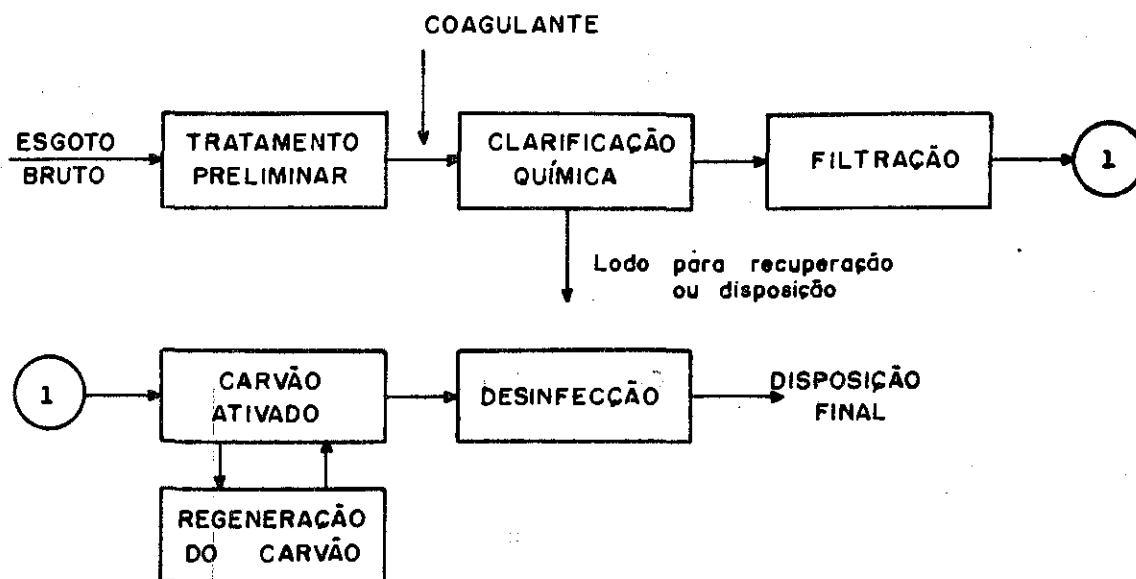 COAGULANTE
ESGOTO
BRUTO
TRATAMENTO
PRELIMINAR
CLARIFICAÇÃO
QUÍMICA
FILTRAÇÃO
1
Lodo para recuperação
ou disposição
1
CARVÃO
ATIVADO
DESINFECÇÃO
DISPOSIÇÃO
FINAL
REGENERAÇÃO
DO CARVÃO